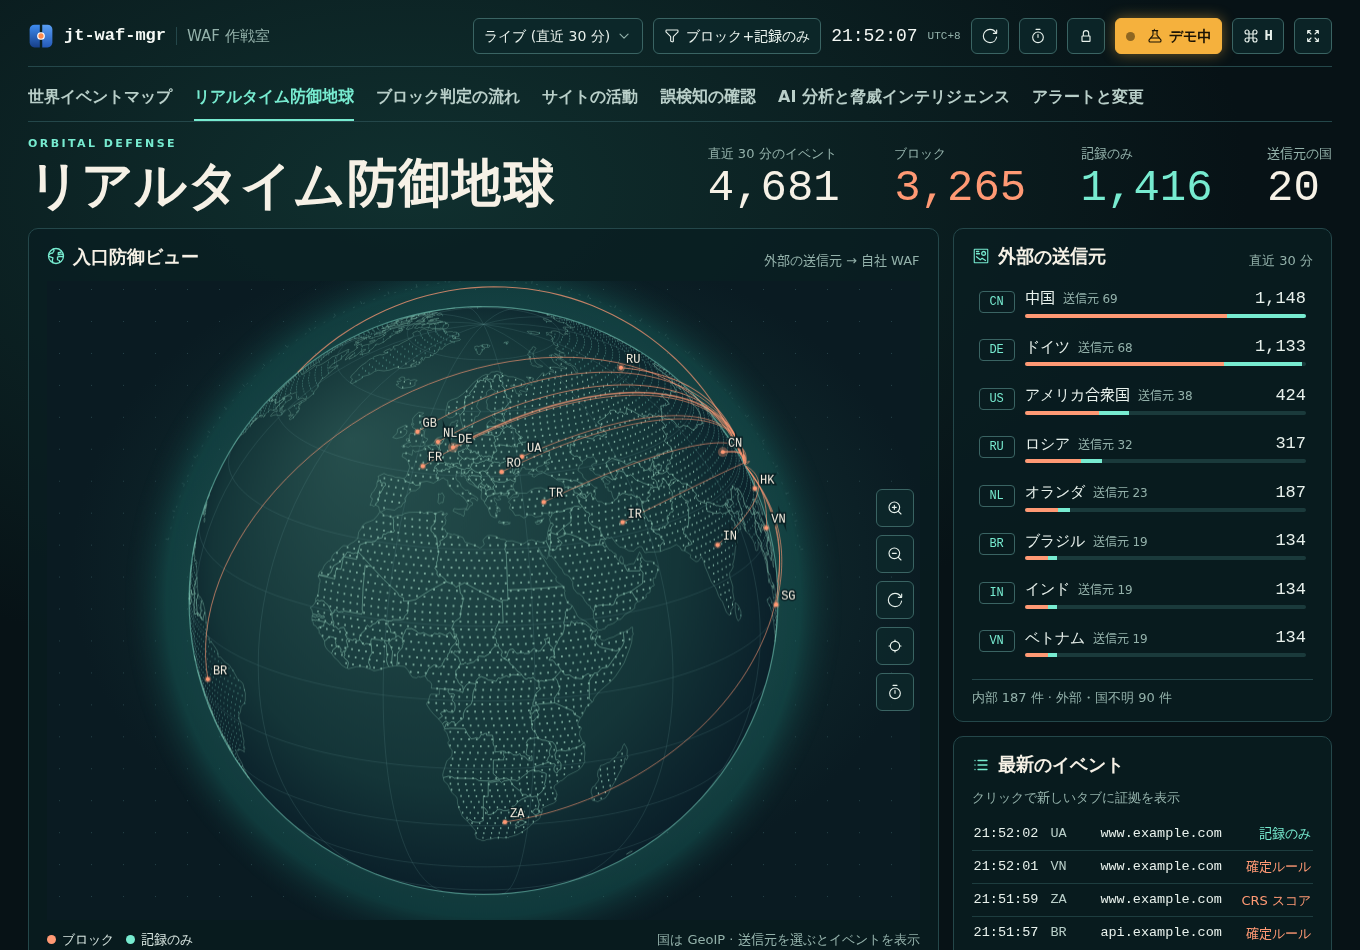 jt-waf-mgr WAF 作戦室 ライブ (直近 30 分) ブロック+記録のみ 21:52:07 UTC+8 デモ中 ⌘ H
世界イベントマップ リアルタイム防御地球 ブロック判定の流れ サイトの活動 誤検知の確認 AI 分析と脅威インテリジェンス アラートと変更
ORBITAL DEFENSE
リアルタイム防御地球
直近 30 分のイベント ブロック 記録のみ 送信元の国
4,681 3,265 1,416 20
入口防御ビュー 外部の送信元 → 自社 WAF
RU
GB
NL
DE
FR
UA
RO
CN
HK
TR
IR
VN
IN
SG
BR
ZA
ブロック 記録のみ 国は GeoIP · 送信元を選ぶとイベントを表示
外部の送信元 直近 30 分
CN 中国 送信元 69 1,148
DE ドイツ 送信元 68 1,133
US アメリカ合衆国 送信元 38 424
RU ロシア 送信元 32 317
NL オランダ 送信元 23 187
BR ブラジル 送信元 19 134
IN インド 送信元 19 134
VN ベトナム 送信元 19 134
内部 187 件 · 外部・国不明 90 件
最新のイベント
クリックで新しいタブに証拠を表示
21:52:02 UA www.example.com 記録のみ
21:52:01 VN www.example.com 確定ルール
21:51:59 ZA www.example.com CRS スコア
21:51:57 BR api.example.com 確定ルール